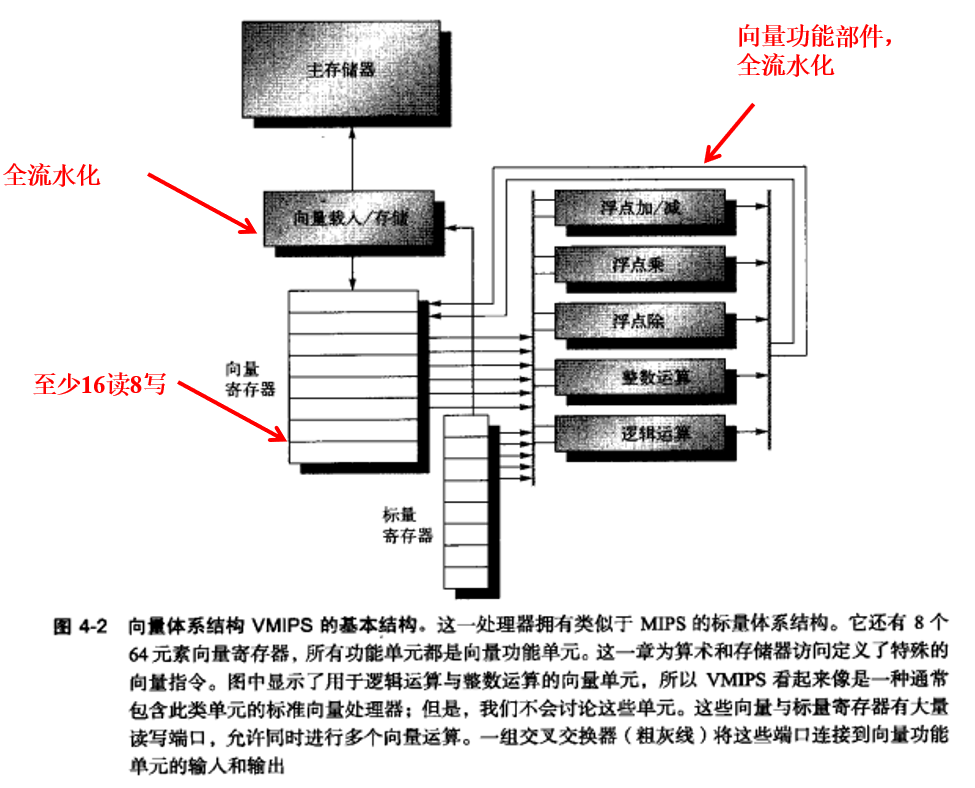 向量功能部件，
全流水化
主存储器
全流水化
向量载入/存储
浮点加/减
浮点乘
浮点除
向量
寄存器
至少16读8写
整数运算
逻辑运算
标量
寄存器
图 4-2 向量体系结构 VMIPS 的基本结构。这一处理器拥有类似于 MIPS 的标量体系结构。它还有 8 个
64 元素向量寄存器，所有功能单元都是向量功能单元。这一章为算术和存储器访问定义了特殊的
向量指令。图中显示了用于逻辑运算与整数运算的向量单元，所以 VMIPS 看起来像是一种通常
包含此类单元的标准向量处理器；但是，我们不会讨论这些单元。这些向量与标量寄存器有大量
读写端口，允许同时进行多个向量运算。一组交叉交换器（粗灰线）将这些端口连接到向量功能
单元的输入和输出